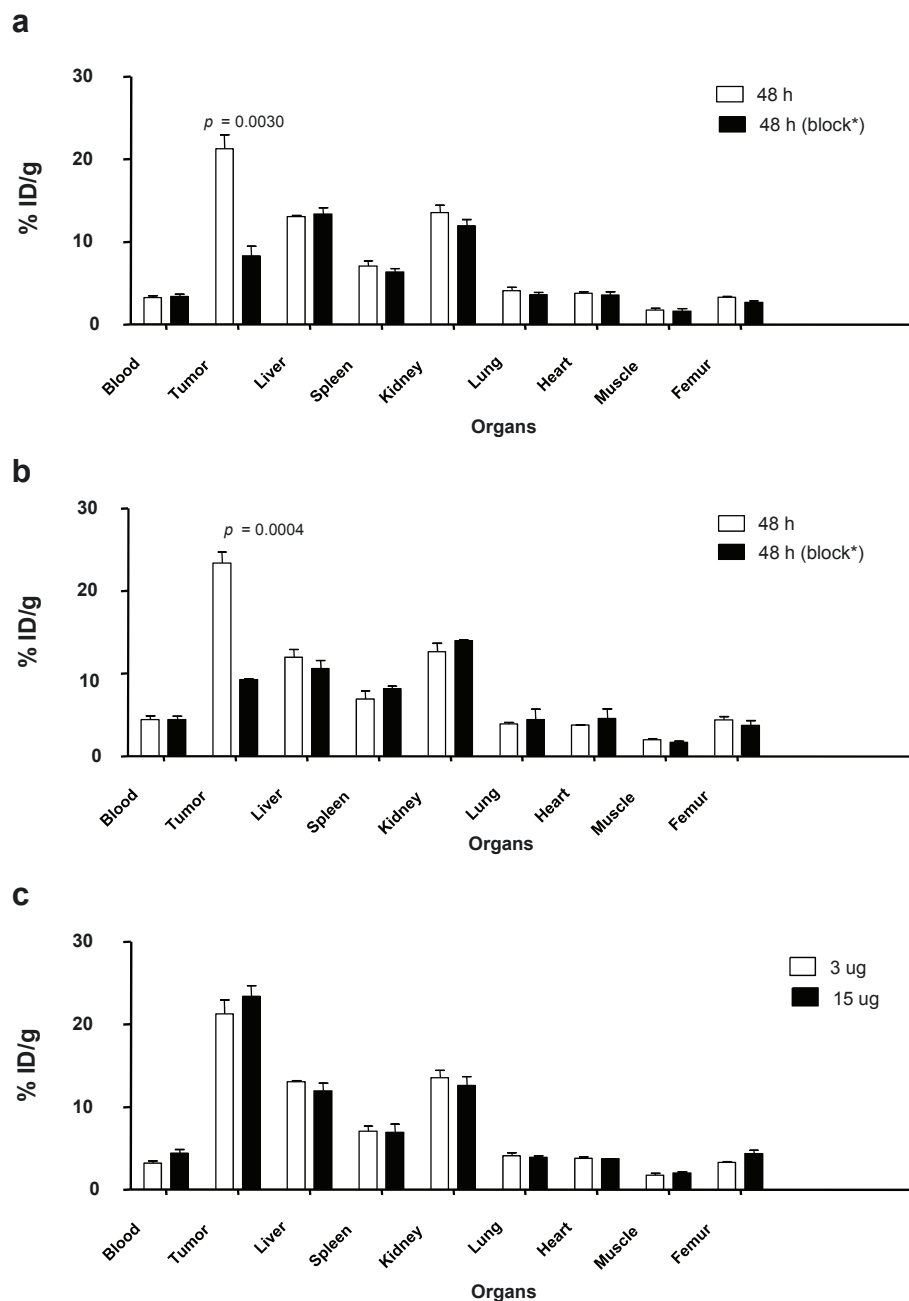 a
30
20
10
0
% ID/g
p = 0.0030
48 h
48 h (block*)
Blood
Tumor
Liver
Spleen
Kidney
Lung
Heart
Muscle
Femur
Organs
b
30
20
10
0
% ID/g
p = 0.0004
48 h
48 h (block*)
Blood
Tumor
Liver
Spleen
Kidney
Lung
Heart
Muscle
Femur
Organs
c
30
20
10
0
% ID/g
3 ug
15 ug
Blood
Tumor
Liver
Spleen
Kidney
Lung
Heart
Muscle
Femur
Organs